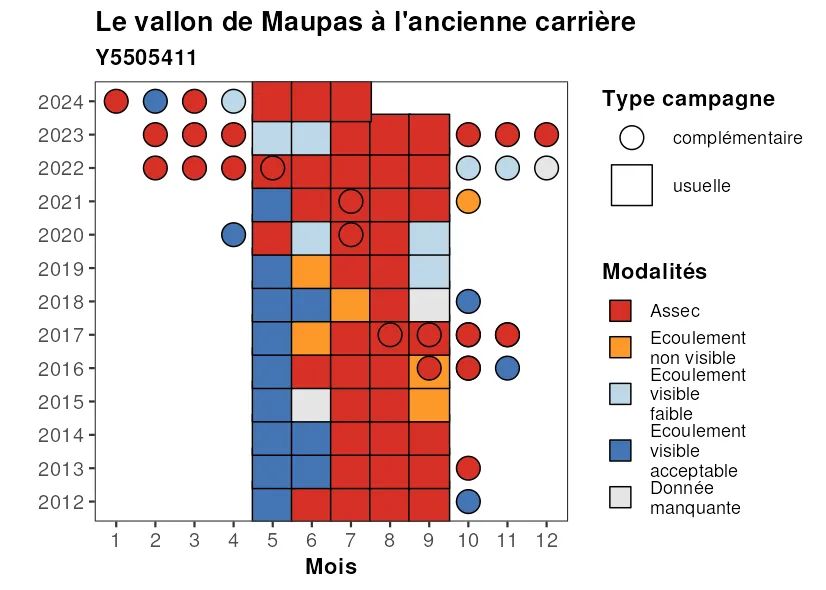 Le vallon de Maupas à l'ancienne carrière
Y5505411
2024
2023
2022
2021
2020
2019
2018
2017
2016
2015
2014
2013
2012
1 2 3 4 5 6 7 8 9 10 11 12
Mois
Type campagne
complémentaire
usuelle
Modalités
Assec
Ecoulement
non visible
Ecoulement
visible
faible
Ecoulement
visible
acceptable
Donnée
manquante